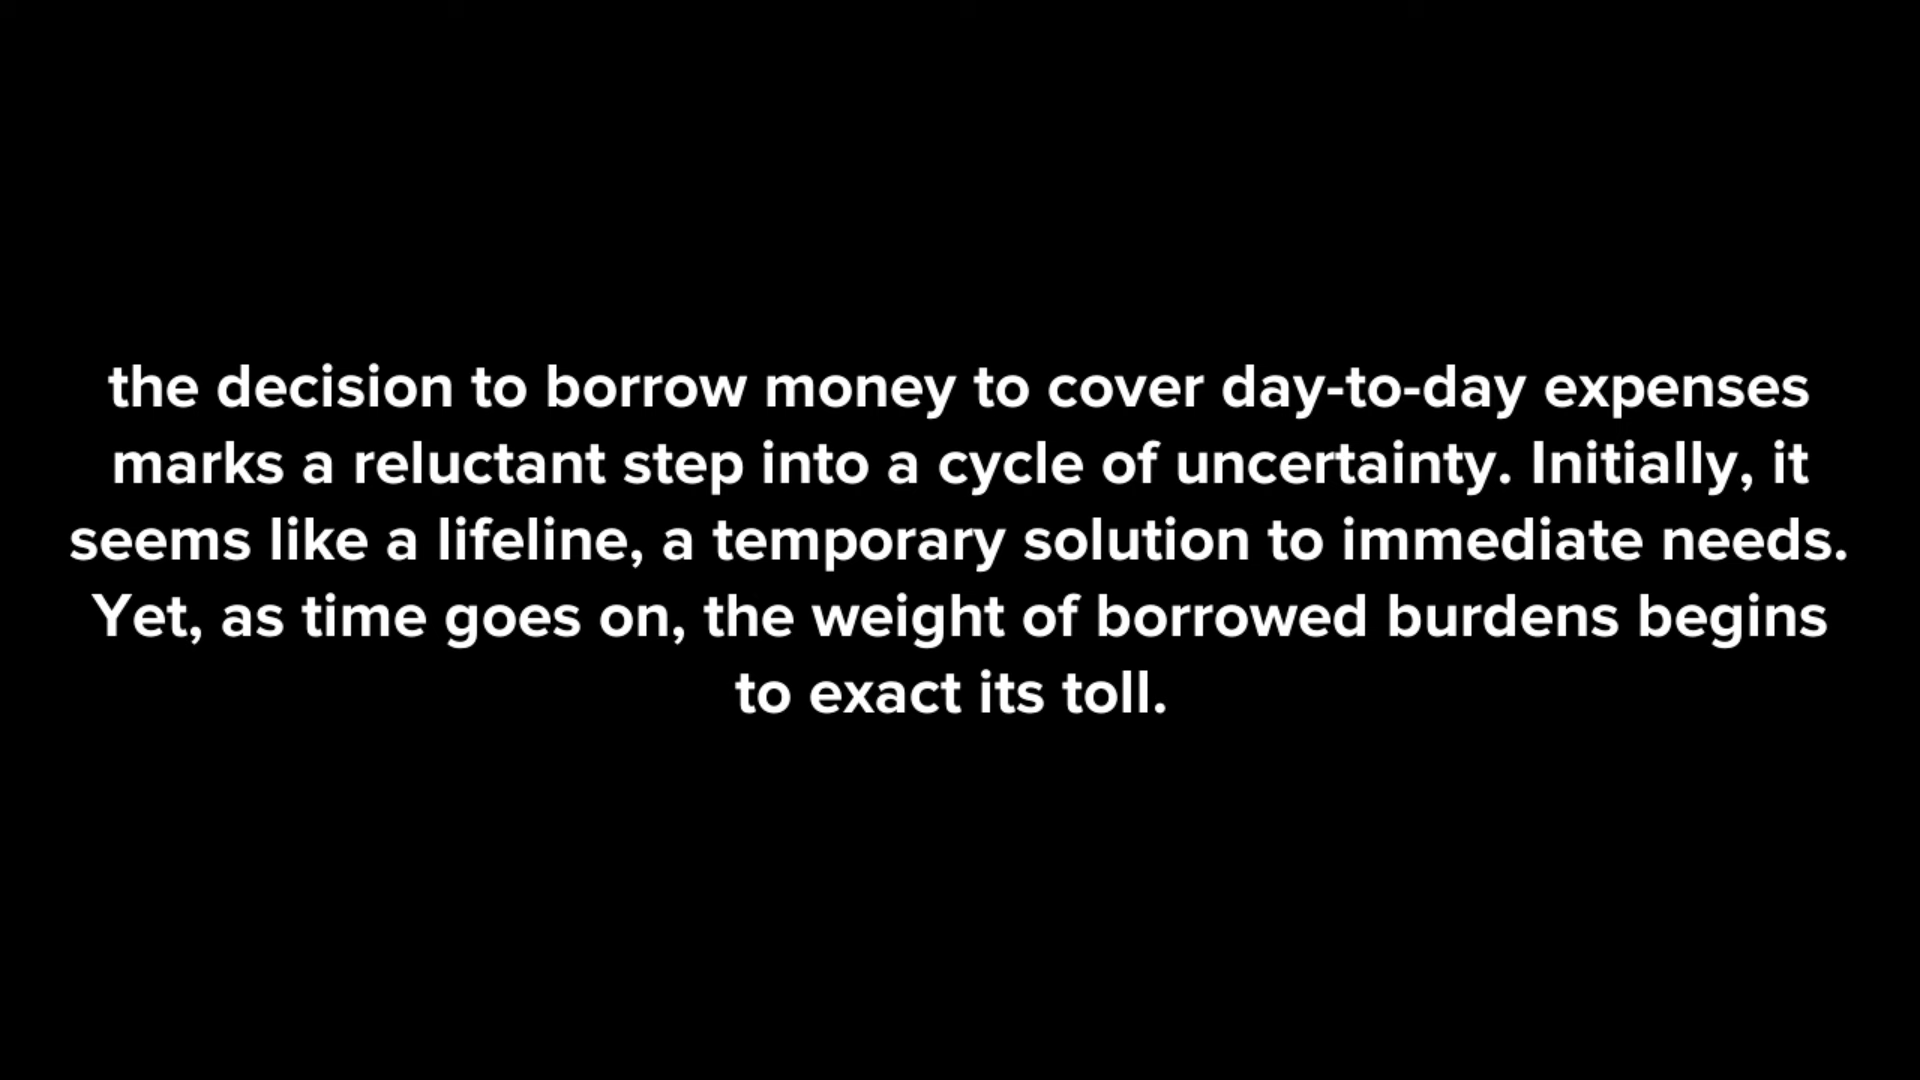 the decision to borrow money to cover day-to-day expenses
marks a reluctant step into a cycle of uncertainty. Initially, it
seems like a lifeline, a temporary solution to immediate needs.
Yet, as time goes on, the weight of borrowed burdens begins
to exact its toll.